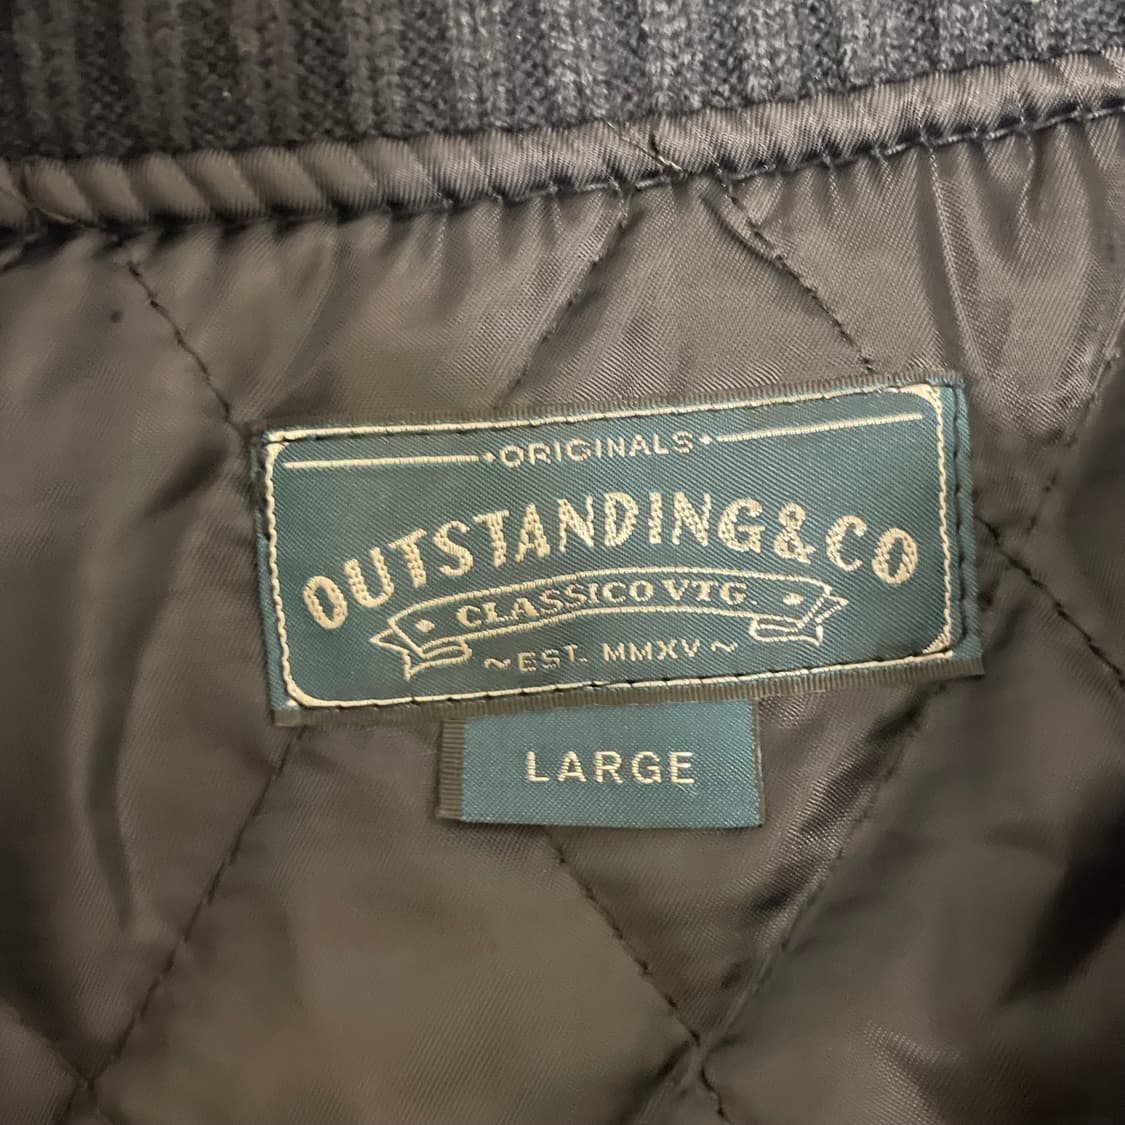 •ORIGINALS•
OUTSTANDING&CO
CLASSICO VTG.
~EST. MMXV~
LARGE